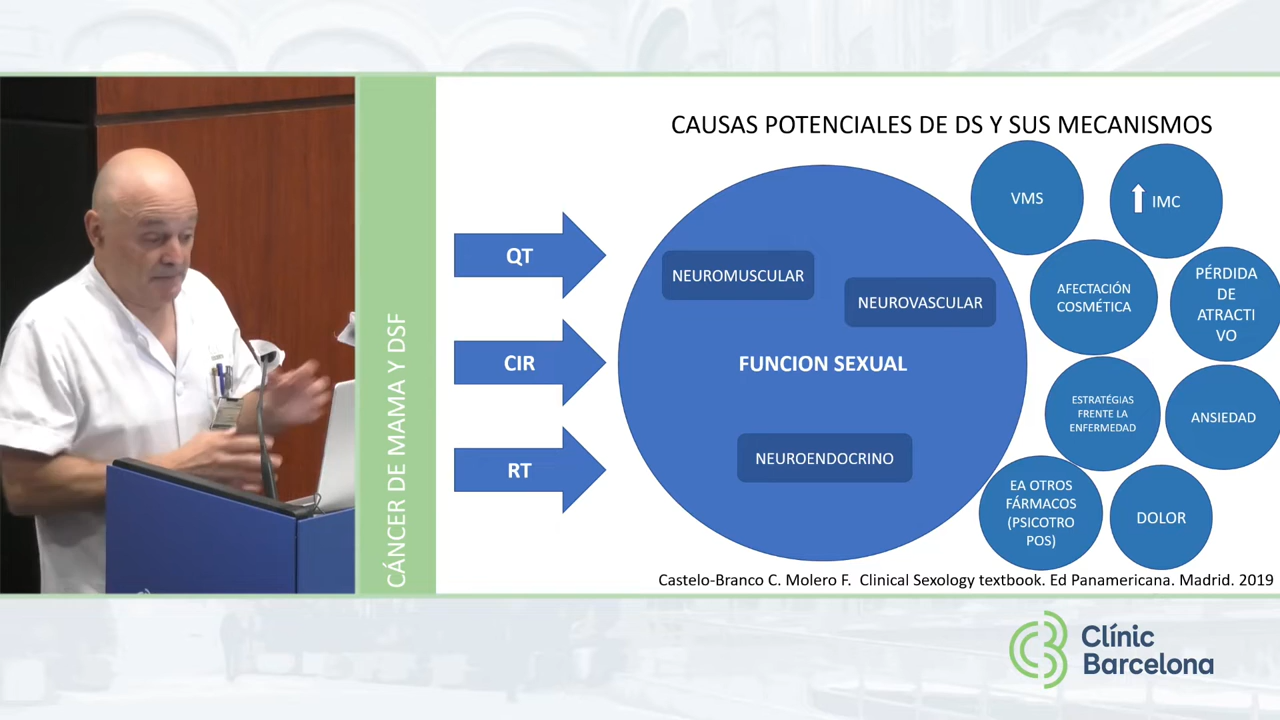 CÁNCER DE MAMA Y DSF
CAUSAS POTENCIALES DE DS Y SUS MECANISMOS
QT
CIR
RT
NEUROMUSCULAR
NEUROVASCULAR
FUNCION SEXUAL
NEUROENDOCRINO
VMS
IMC
AFECTACIÓN
COSMÉTICA
PÉRDIDA
DE
ATRACTI
VO
ESTRATÉGIAS
FRENTE LA
ENFERMEDAD
ANSIEDAD
EA OTROS
FÁRMACOS
(PSICOTRO
POS)
DOLOR
Castelo-Branco C. Molero F. Clinical Sexology textbook. Ed Panamericana. Madrid. 2019
Clínic
Barcelona